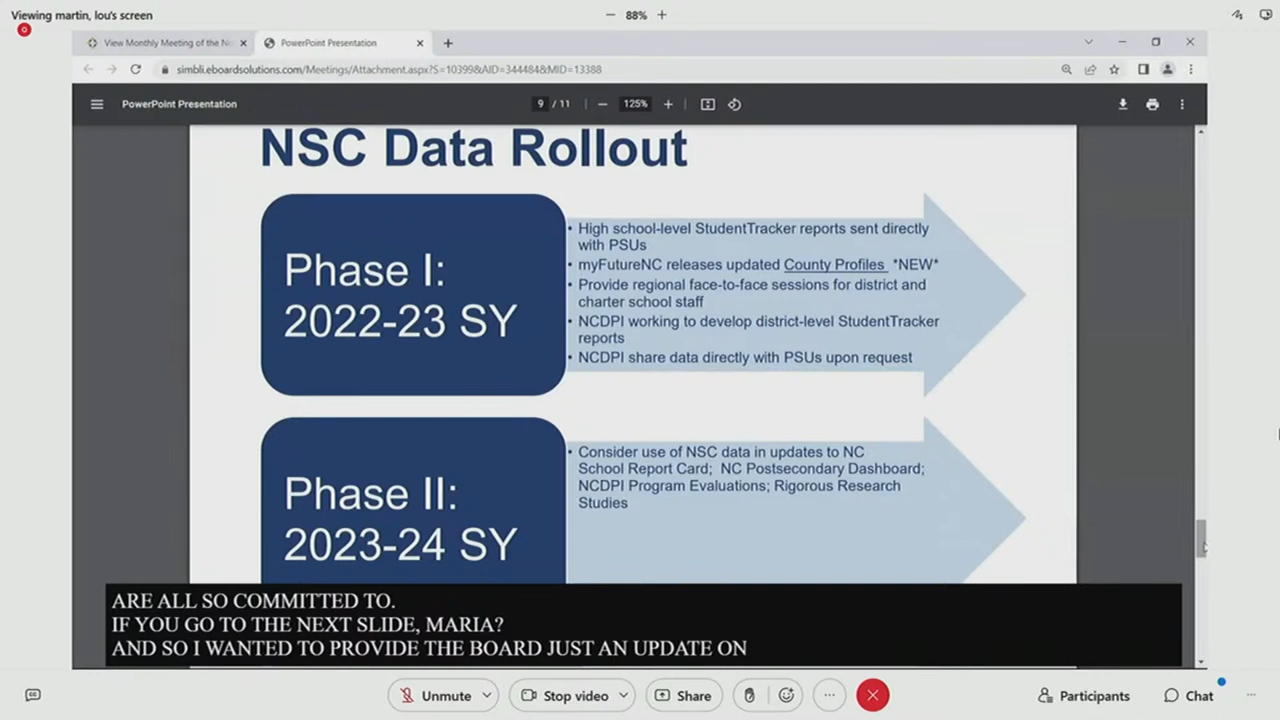 Viewing martin, lou's screen
88%
View Monthly Meeting of the No
PowerPoint Presentation
simbli.eboardsolutions.com/Meetings/Attachment.aspx?S=10399&AID=344484&MID=13388
PowerPoint Presentation
9 / 11
125%
NSC Data Rollout
Phase I:
2022-23 SY
• High school-level StudentTracker reports sent directly
with PSUs
• myFutureNC releases updated County Profiles *NEW*
• Provide regional face-to-face sessions for district and
charter school staff
• NCDPI working to develop district-level StudentTracker
reports
• NCDPI share data directly with PSUs upon request
Phase II:
2023-24 SY
• Consider use of NSC data in updates to NC
School Report Card; NC Postsecondary Dashboard;
NCDPI Program Evaluations; Rigorous Research
Studies
ARE ALL SO COMMITTED TO.
IF YOU GO TO THE NEXT SLIDE, MARIA?
AND SO I WANTED TO PROVIDE THE BOARD JUST AN UPDATE ON
Unmute
Stop video
Share
Participants
Chat